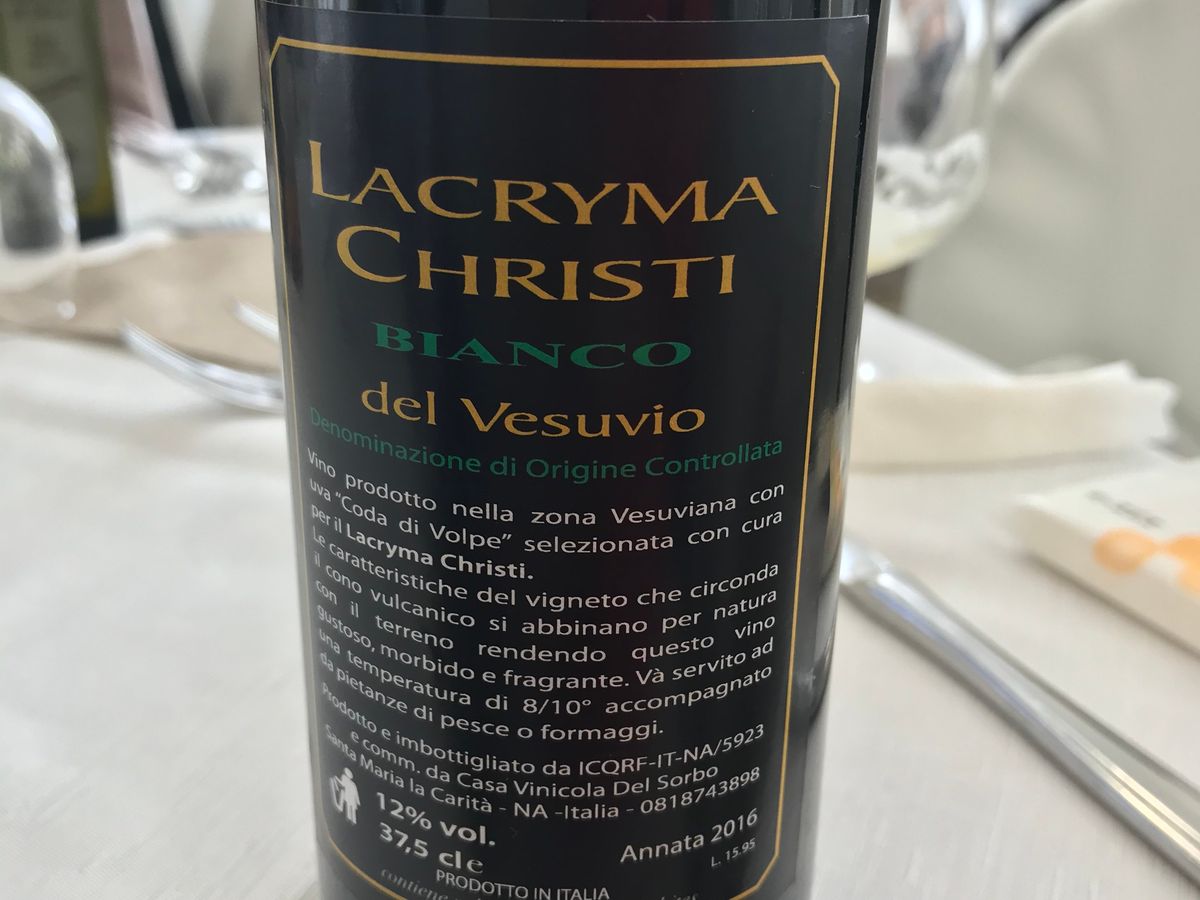 LACRYMA
CHRISTI
BIANCO
del Vesuvio
Denominazione di Origine Controllata
Vino prodotto nella zona Vesuviana con
uva "Coda di Volpe" selezionata con cura
per il Lacryma Christi.
Le caratteristiche del vigneto che circonda
il cono vulcanico si abbinano per natura
con il terreno rendendo questo vino
gustoso, morbido e fragrante. Và servito ad
una temperatura di 8/10° accompagnato
da pietanze di pesce o formaggi.
Prodotto e imbottigliato da ICQRF-IT-NA/5923
e comm. da Casa Vinicola Del Sorbo
Santa Maria la Carità - NA -Italia - 0818743898
12% vol.
37,5 cl e
Annata 2016
L. 15.95
PRODOTTO IN ITALIA
contiene